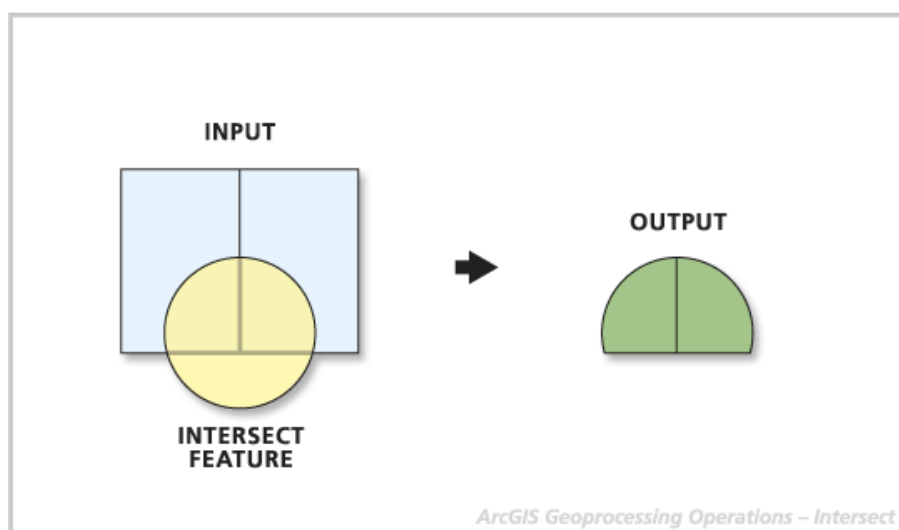 INPUT
OUTPUT
INTERSECT
FEATURE
ArcGIS Geoprocessing Operations – Intersect